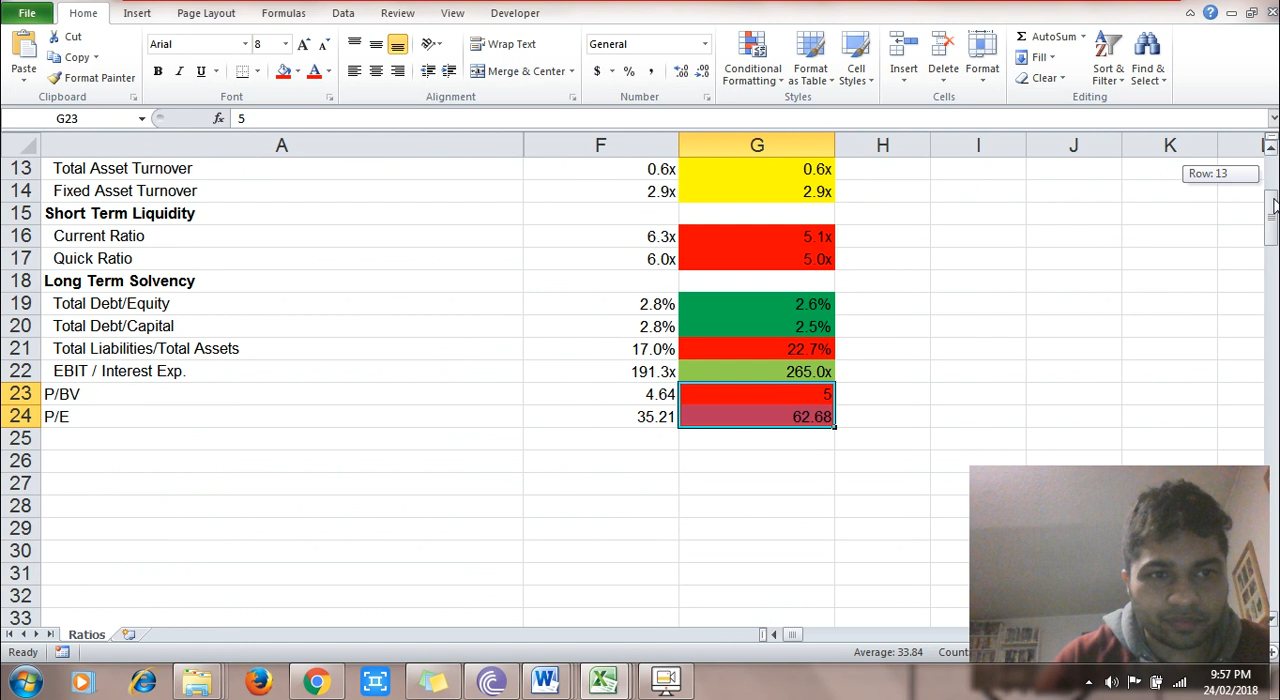 File Home Insert Page Layout Formulas Data Review View Developer
Paste
Cut
Copy
Format Painter
Clipboard
Arial 8
B I U
Font
Wrap Text
Merge & Center
Alignment
General
$ % ,
Number
Conditional Formatting
Format as Table
Cell Styles
Styles
Insert Delete Format
Cells
Σ AutoSum
Fill
Clear
Sort & Filter
Find & Select
Editing
G23 fx 5
A F G H I J K
13 Total Asset Turnover 0.6x 0.6x
Row: 13
14 Fixed Asset Turnover 2.9x 2.9x
15 Short Term Liquidity
16 Current Ratio 6.3x 5.1x
17 Quick Ratio 6.0x 5.0x
18 Long Term Solvency
19 Total Debt/Equity 2.8% 2.6%
20 Total Debt/Capital 2.8% 2.5%
21 Total Liabilities/Total Assets 17.0% 22.7%
22 EBIT / Interest Exp. 191.3x 265.0x
23 P/BV 4.64 5
24 P/E 35.21 62.68
25
26
27
28
29
30
31
32
33
Ratios
Ready Average: 33.84
9:57 PM
24/02/2018